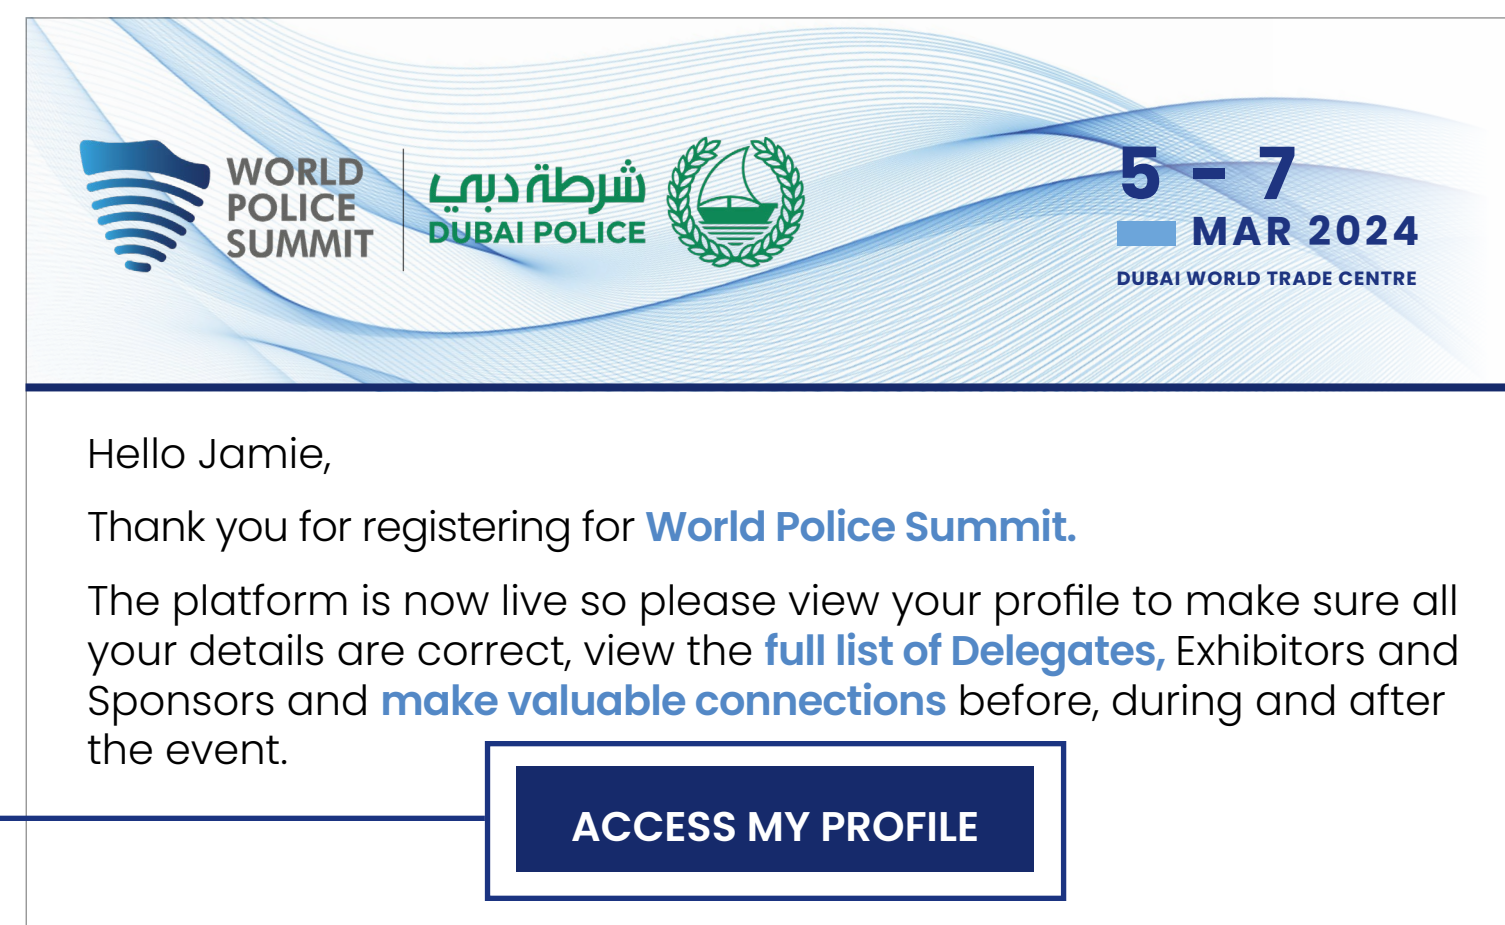 WORLD
POLICE
SUMMIT
شرطة دبي
DUBAI POLICE
5 – 7
MAR 2024
DUBAI WORLD TRADE CENTRE
Hello Jamie,
Thank you for registering for World Police Summit.
The platform is now live so please view your profile to make sure all
your details are correct, view the full list of Delegates, Exhibitors and
Sponsors and make valuable connections before, during and after
the event.
ACCESS MY PROFILE